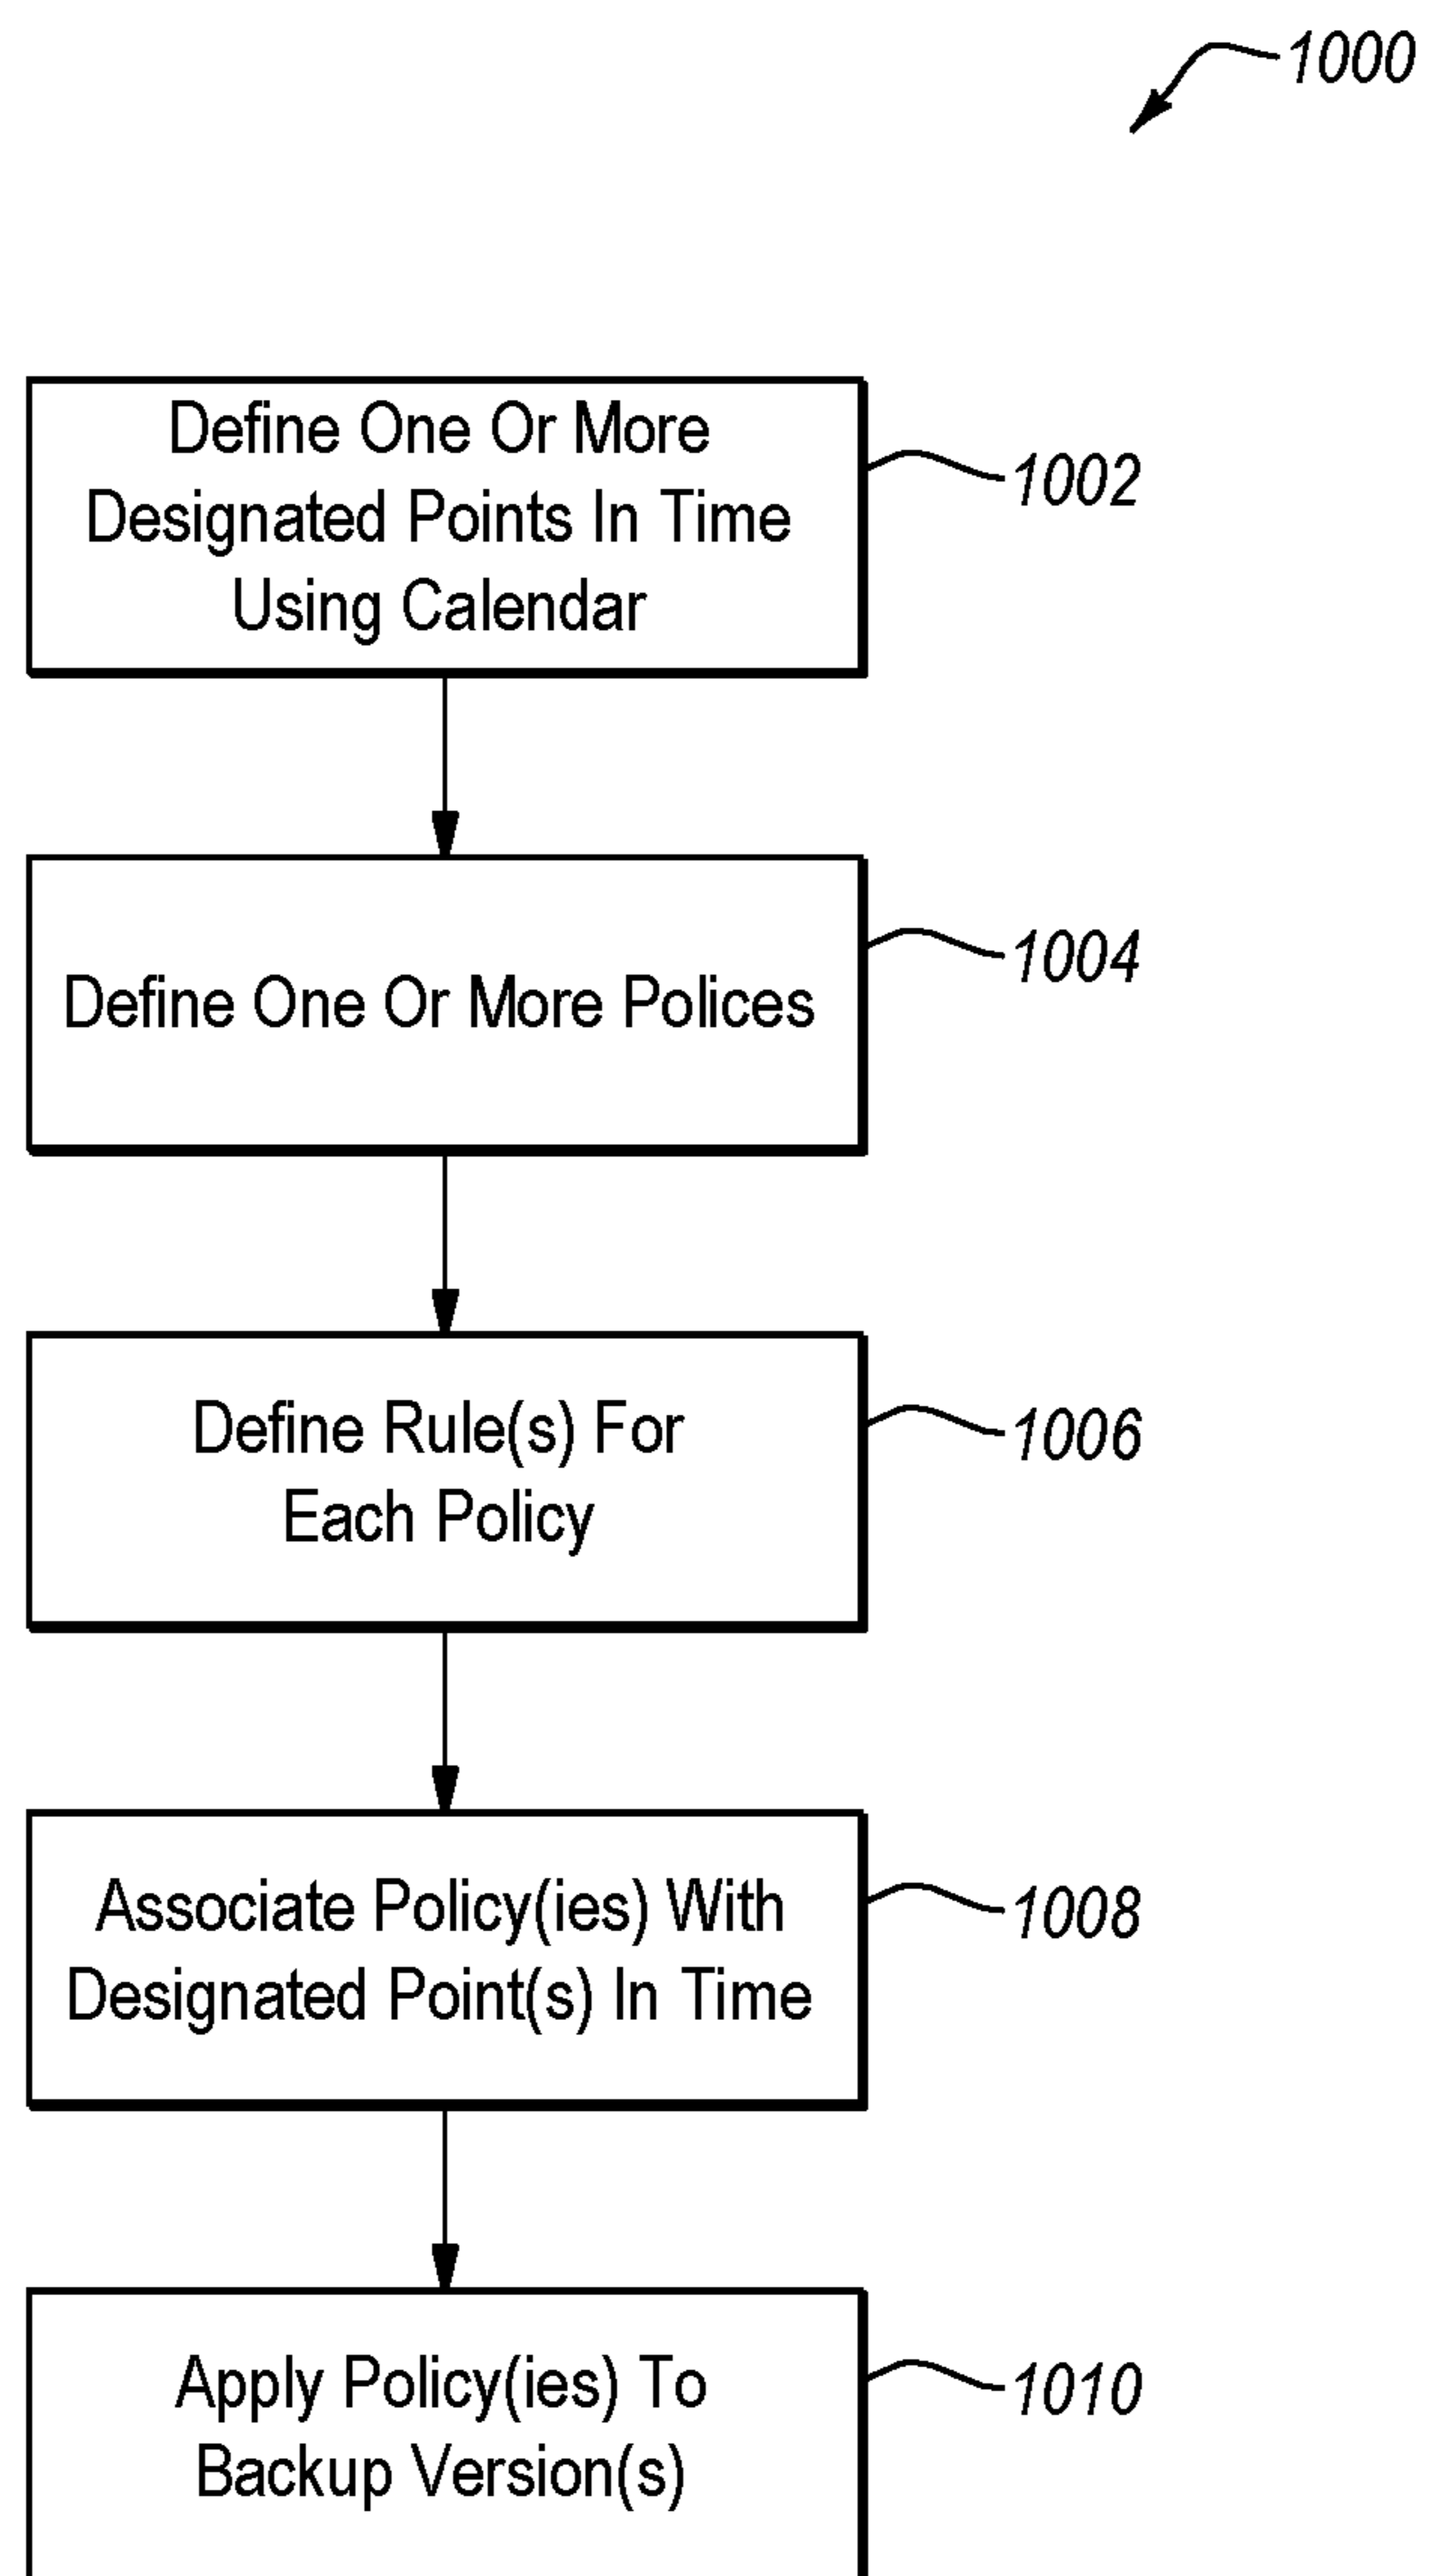 1000
Define One Or More
Designated Points In Time
Using Calendar
1002
Define One Or More Polices
1004
Define Rule(s) For
Each Policy
1006
Associate Policy(ies) With
Designated Point(s) In Time
1008
Apply Policy(ies) To
Backup Version(s)
1010